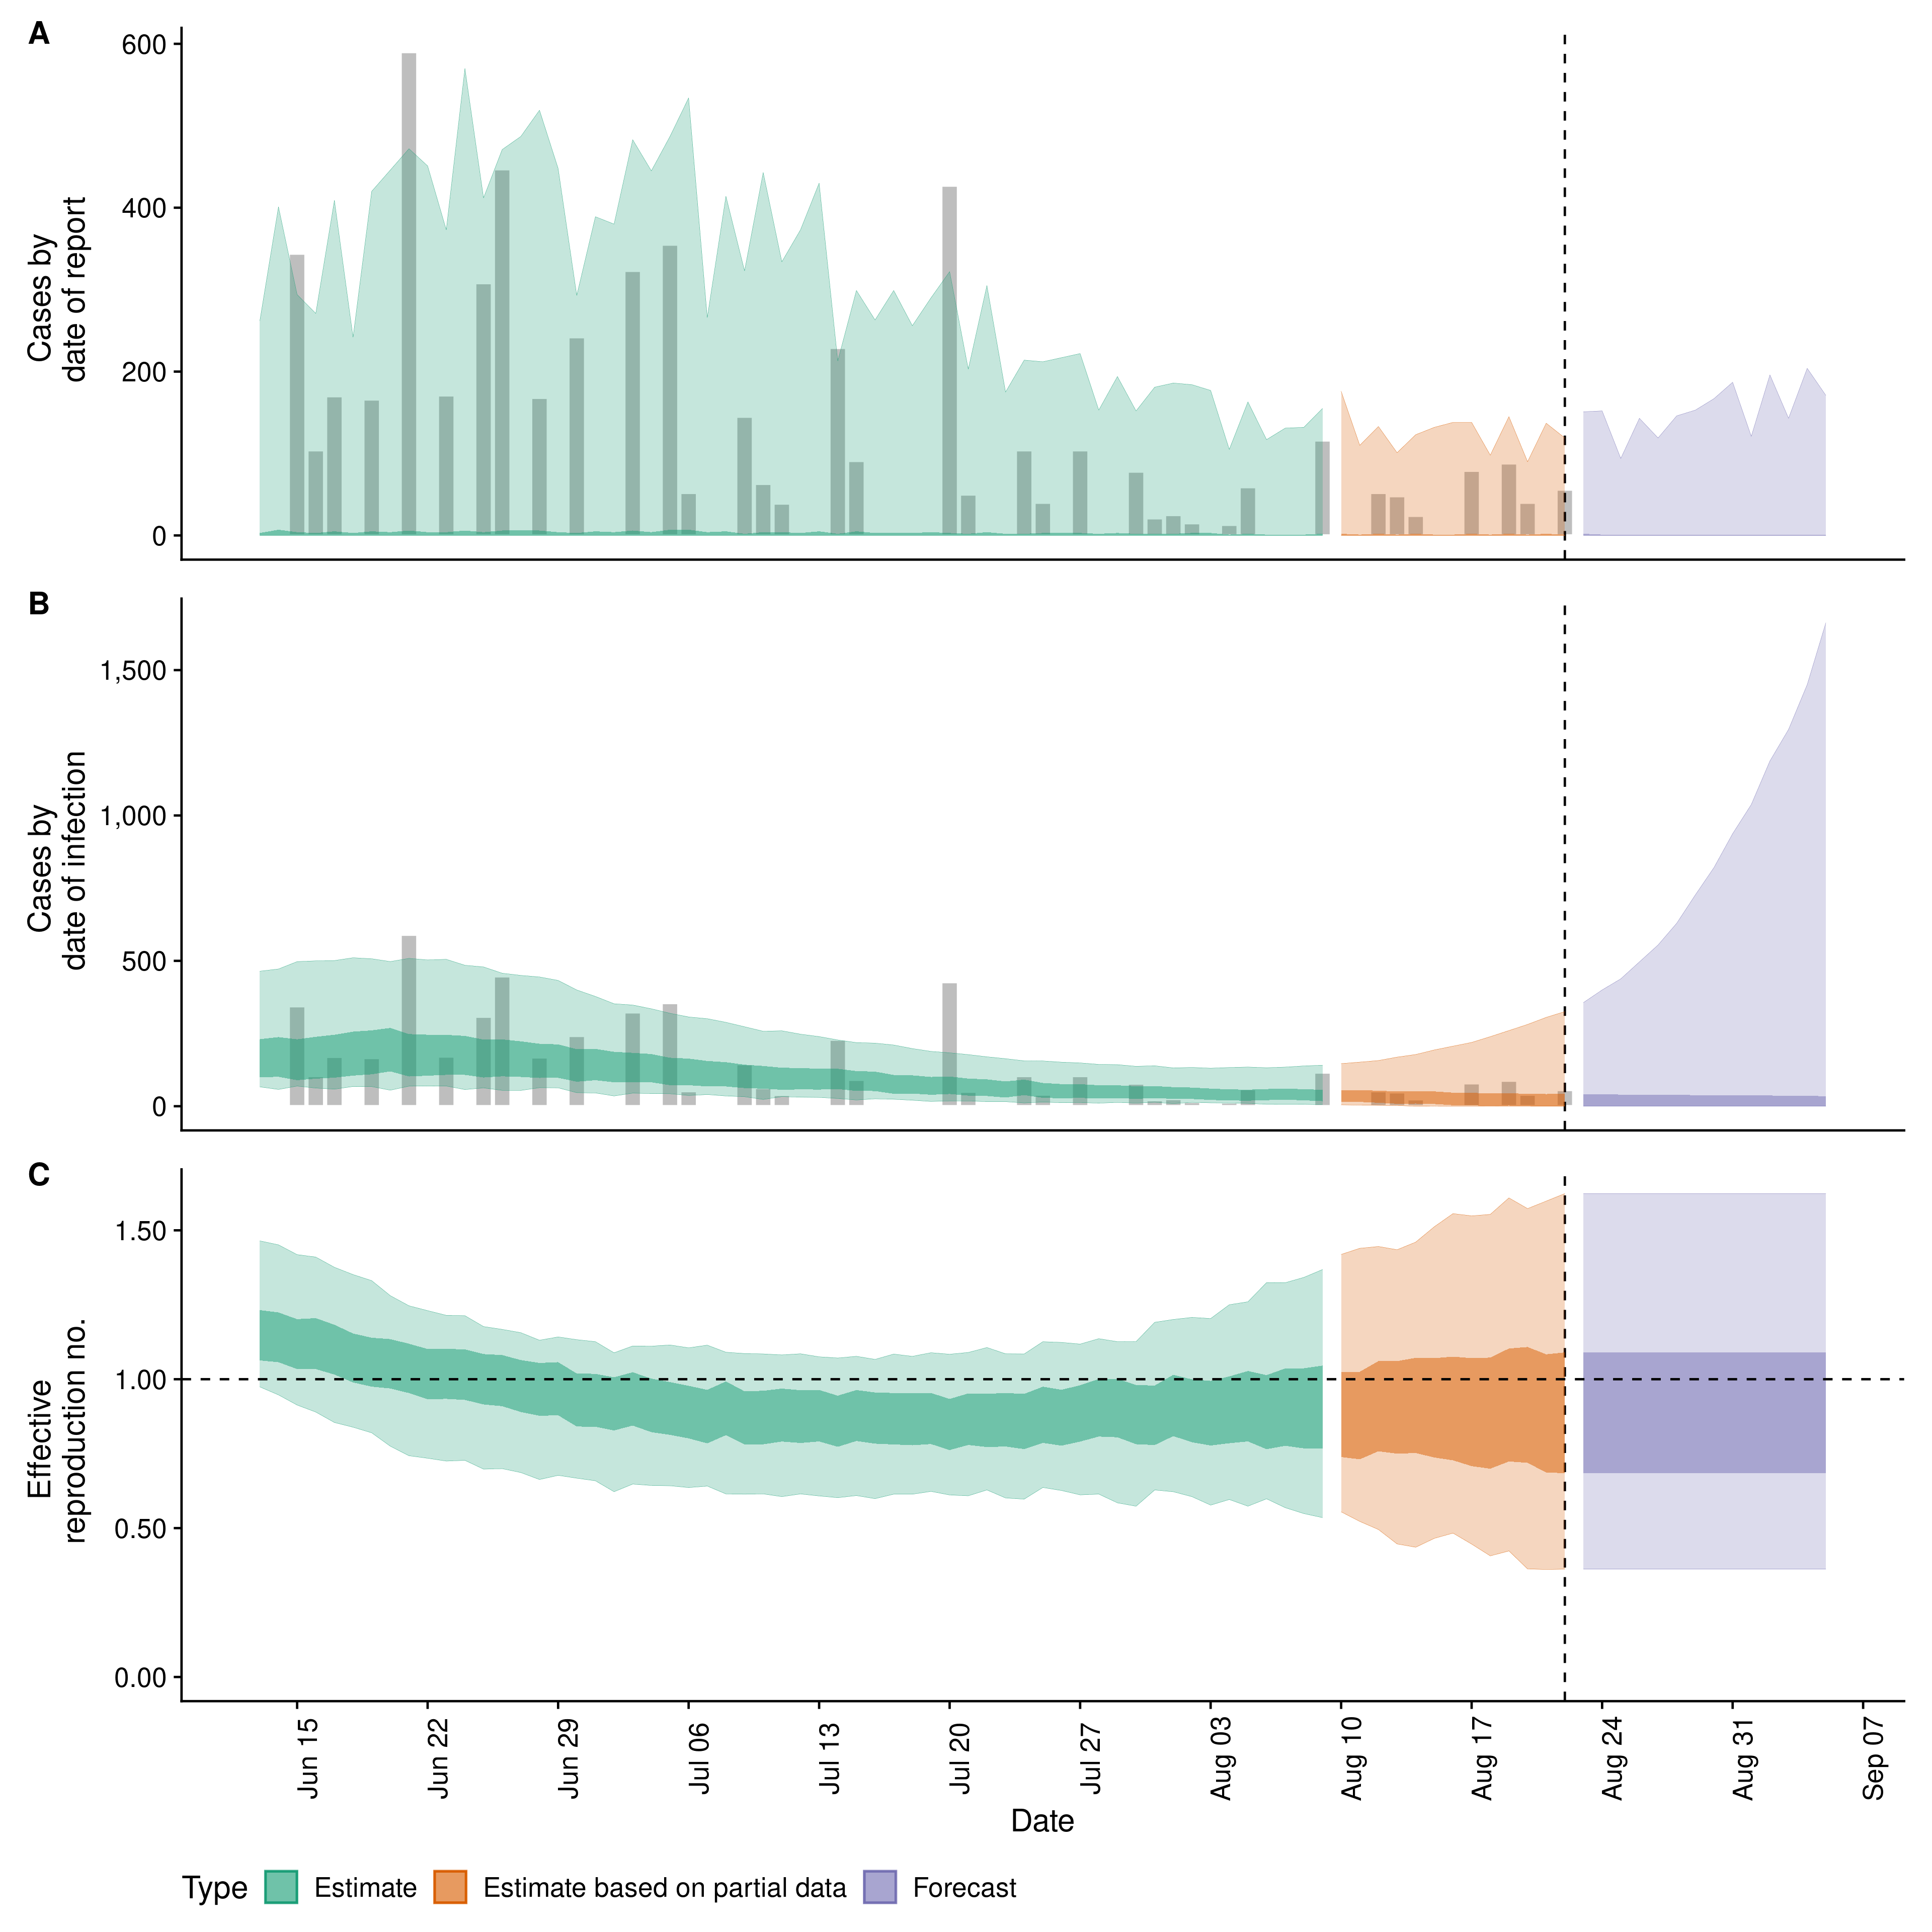 A
600
400
200
0
Cases by
date of report
B
1,500
1,000
500
0
Cases by
date of infection
C
1.50
1.00
0.50
0.00
Effective
reproduction no.
Jun 15
Jun 22
Jun 29
Jul 06
Jul 13
Jul 20
Jul 27
Aug 03
Aug 10
Aug 17
Aug 24
Aug 31
Sep 07
Date
Type Estimate Estimate based on partial data Forecast